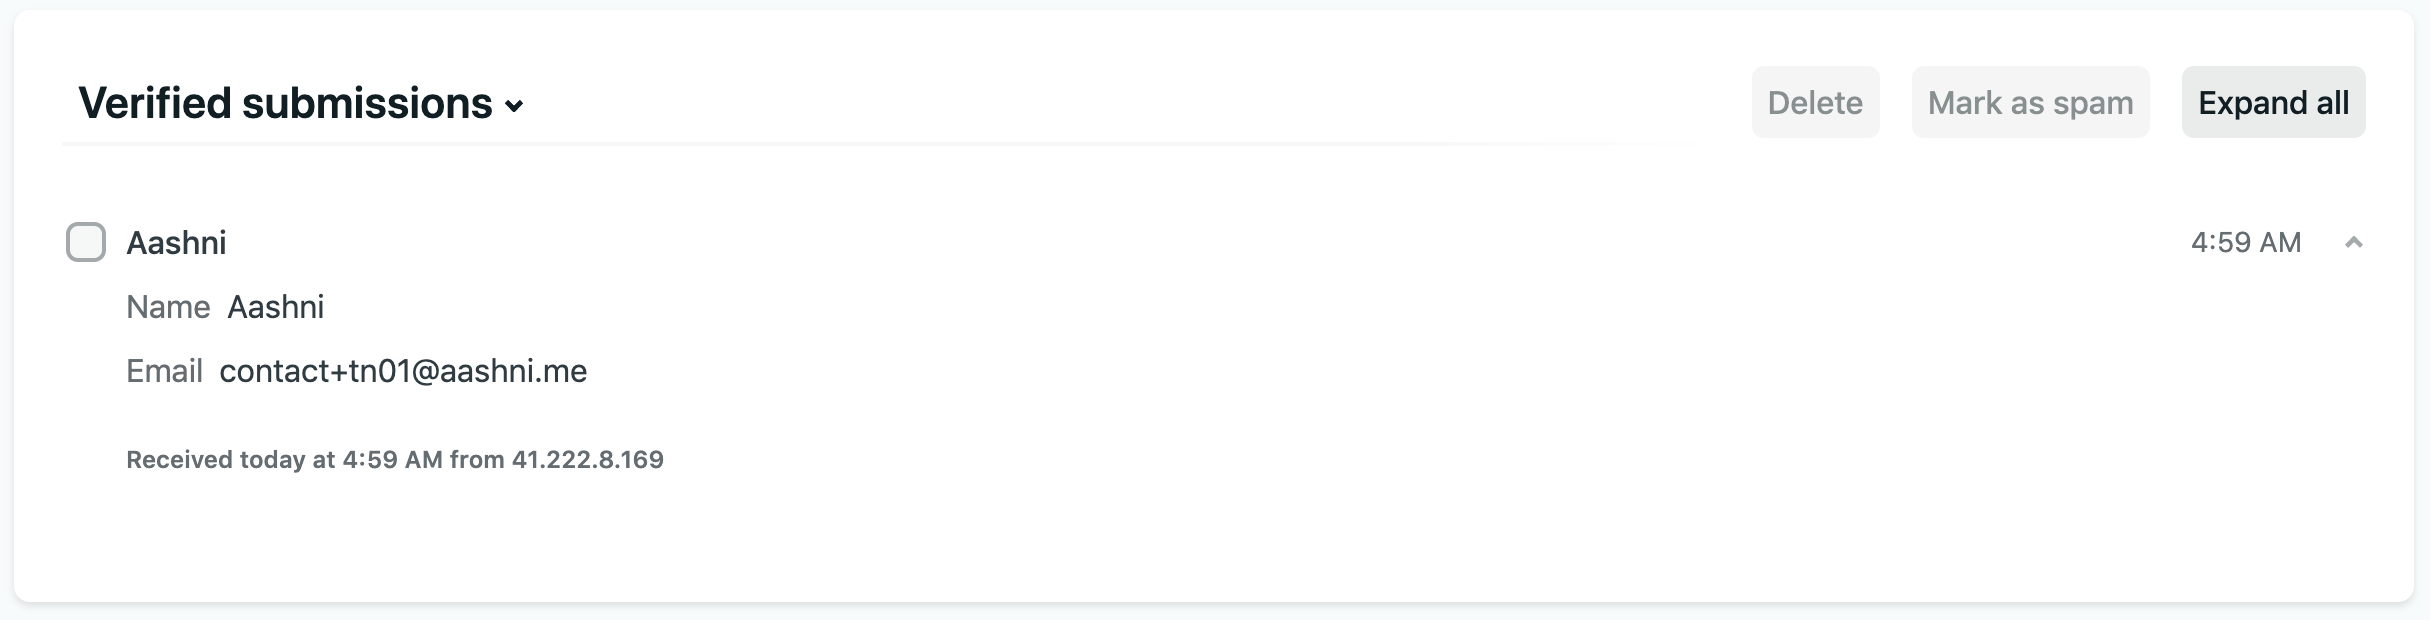 Verified submissions
Delete
Mark as spam
Expand all
Aashni
4:59 AM
Name Aashni
Email contact+tn01@aashni.me
Received today at 4:59 AM from 41.222.8.169